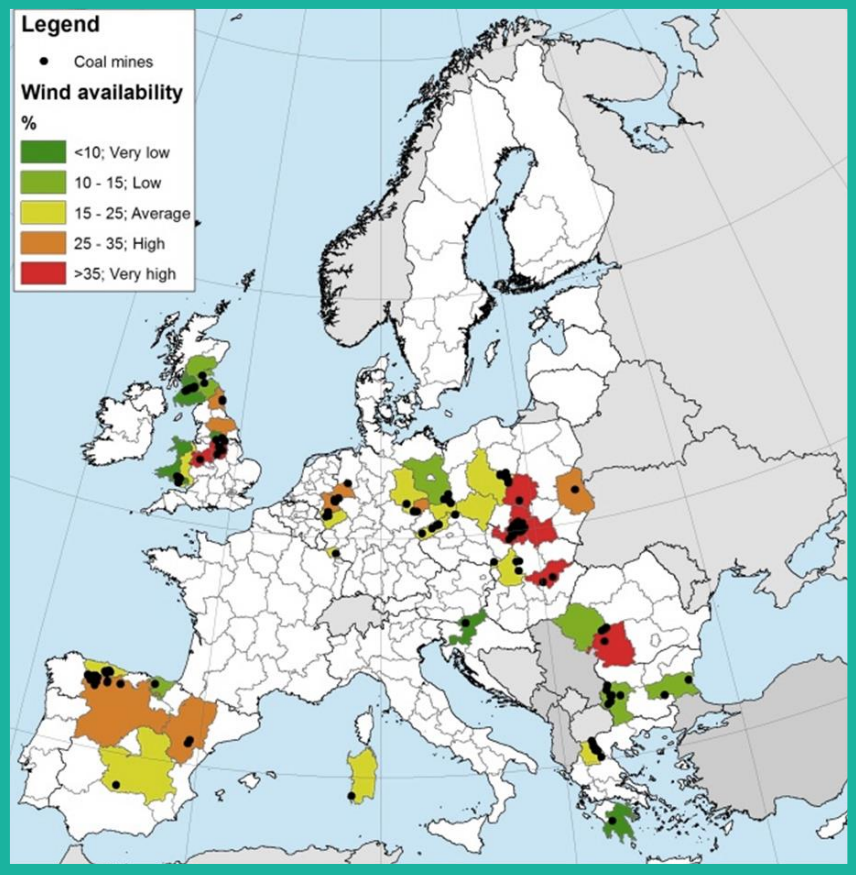 Legend
Coal mines
Wind availability
%
<10; Very low
10 - 15; Low
15 - 25; Average
25 - 35; High
>35; Very high